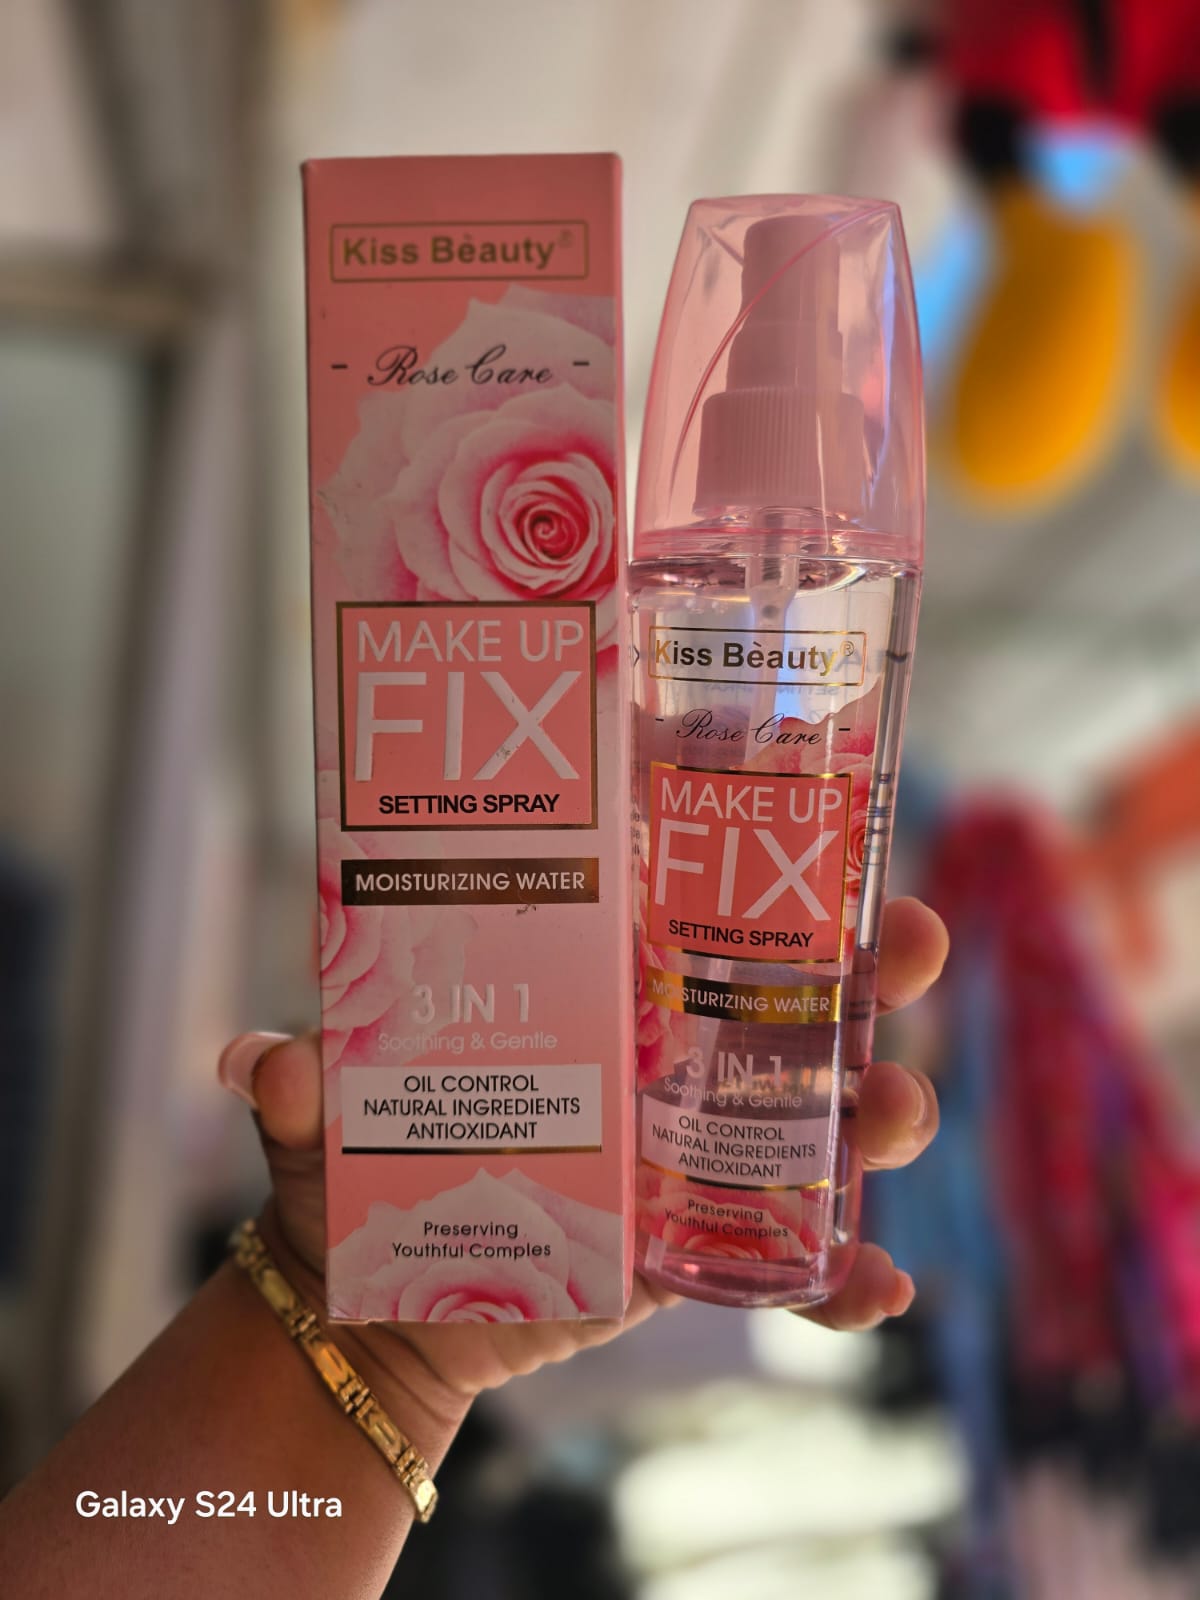 Kiss Bèauty®
- Rose Care -
MAKE UP
FIX
SETTING SPRAY
MOISTURIZING WATER
3 IN 1
Soothing & Gentle
OIL CONTROL
NATURAL INGREDIENTS
ANTIOXIDANT
Preserving
Youthful Comples
Kiss Bèauty®
- Rose Care -
MAKE UP
FIX
SETTING SPRAY
MOISTURIZING WATER
3 IN 1
Soothing & Gentle
OIL CONTROL
NATURAL INGREDIENTS
ANTIOXIDANT
Preserving
Youthful Comples
Galaxy S24 Ultra